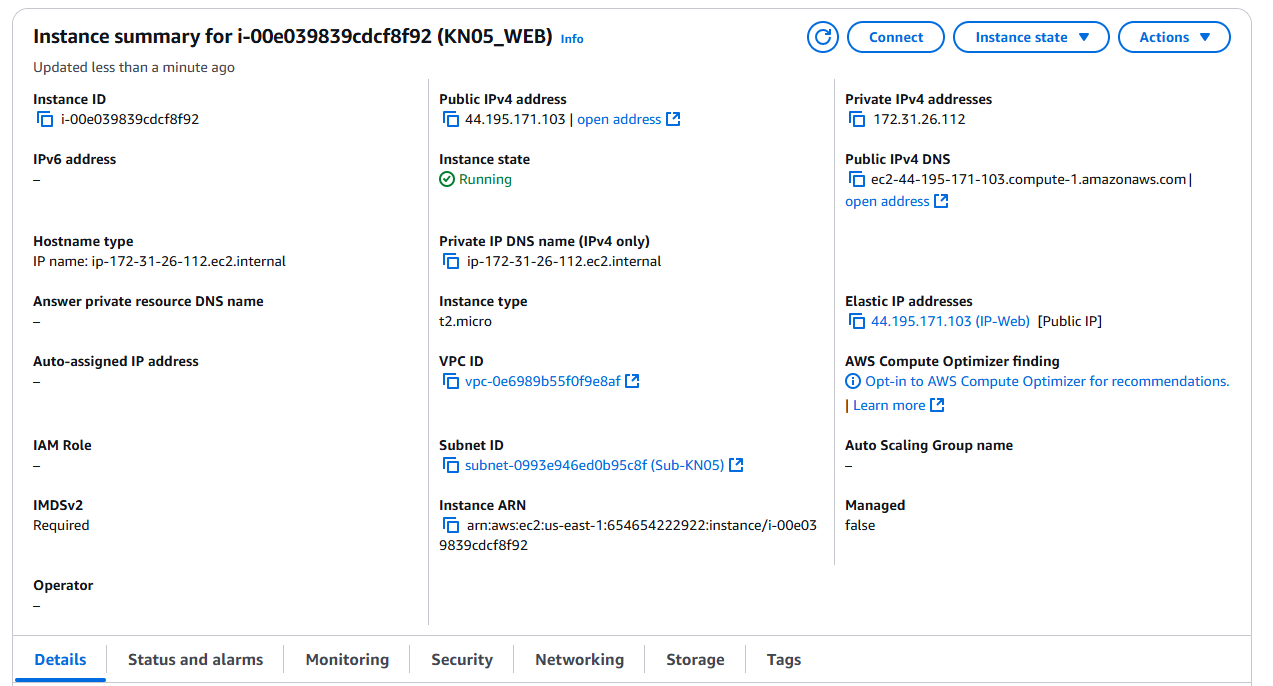 Instance summary for i-00e039839cdcf8f92 (KN05_WEB) Info
Connect
Instance state
Actions
Updated less than a minute ago
Instance ID
i-00e039839cdcf8f92
Public IPv4 address
44.195.171.103 | open address
Private IPv4 addresses
172.31.26.112
IPv6 address
–
Instance state
Running
Public IPv4 DNS
ec2-44-195-171-103.compute-1.amazonaws.com |
open address
Hostname type
IP name: ip-172-31-26-112.ec2.internal
Private IP DNS name (IPv4 only)
ip-172-31-26-112.ec2.internal
Answer private resource DNS name
–
Instance type
t2.micro
Elastic IP addresses
44.195.171.103 (IP-Web) [Public IP]
Auto-assigned IP address
–
VPC ID
vpc-0e6989b55f0f9e8af
AWS Compute Optimizer finding
Opt-in to AWS Compute Optimizer for recommendations.
| Learn more
IAM Role
–
Subnet ID
subnet-0993e946ed0b95c8f (Sub-KN05)
Auto Scaling Group name
–
IMDSv2
Required
Instance ARN
arn:aws:ec2:us-east-1:654654222922:instance/i-00e03
9839cdcf8f92
Managed
false
Operator
–
Details
Status and alarms
Monitoring
Security
Networking
Storage
Tags